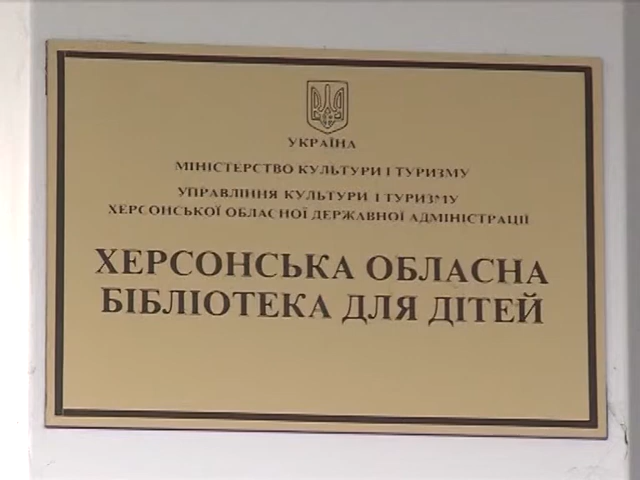 УКРАЇНА
МІНІСТЕРСТВО КУЛЬТУРИ І ТУРИЗМУ
УПРАВЛІННЯ КУЛЬТУРИ І ТУРИЗМУ
ХЕРСОНСЬКОЇ ОБЛАСНОЇ ДЕРЖАВНОЇ АДМІНІСТРАЦІЇ
ХЕРСОНСЬКА ОБЛАСНА
БІБЛІОТЕКА ДЛЯ ДІТЕЙ